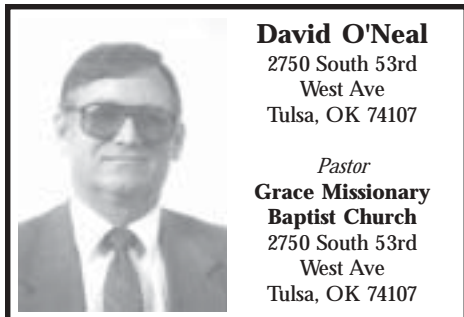 David O'Neal
2750 South 53rd
West Ave
Tulsa, OK 74107
Pastor
Grace Missionary
Baptist Church
2750 South 53rd
West Ave
Tulsa, OK 74107